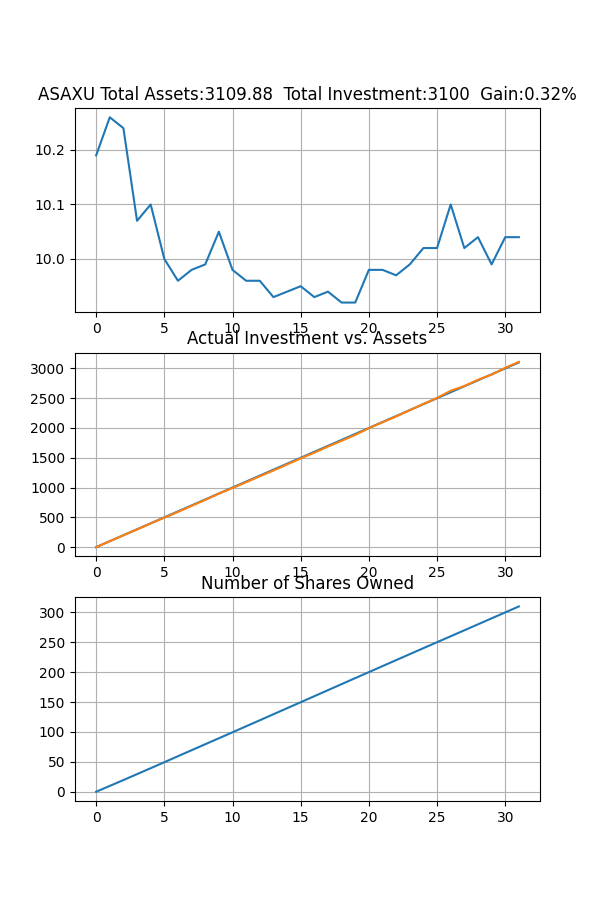 ASAXU Total Assets:3109.88  Total Investment:3100  Gain:0.32%
10.2
10.1
10.0
0 5 10 15 20 25 30
Actual Investment vs. Assets
3000
2500
2000
1500
1000
500
0
0 5 10 15 20 25 30
Number of Shares Owned
300
250
200
150
100
50
0
0 5 10 15 20 25 30